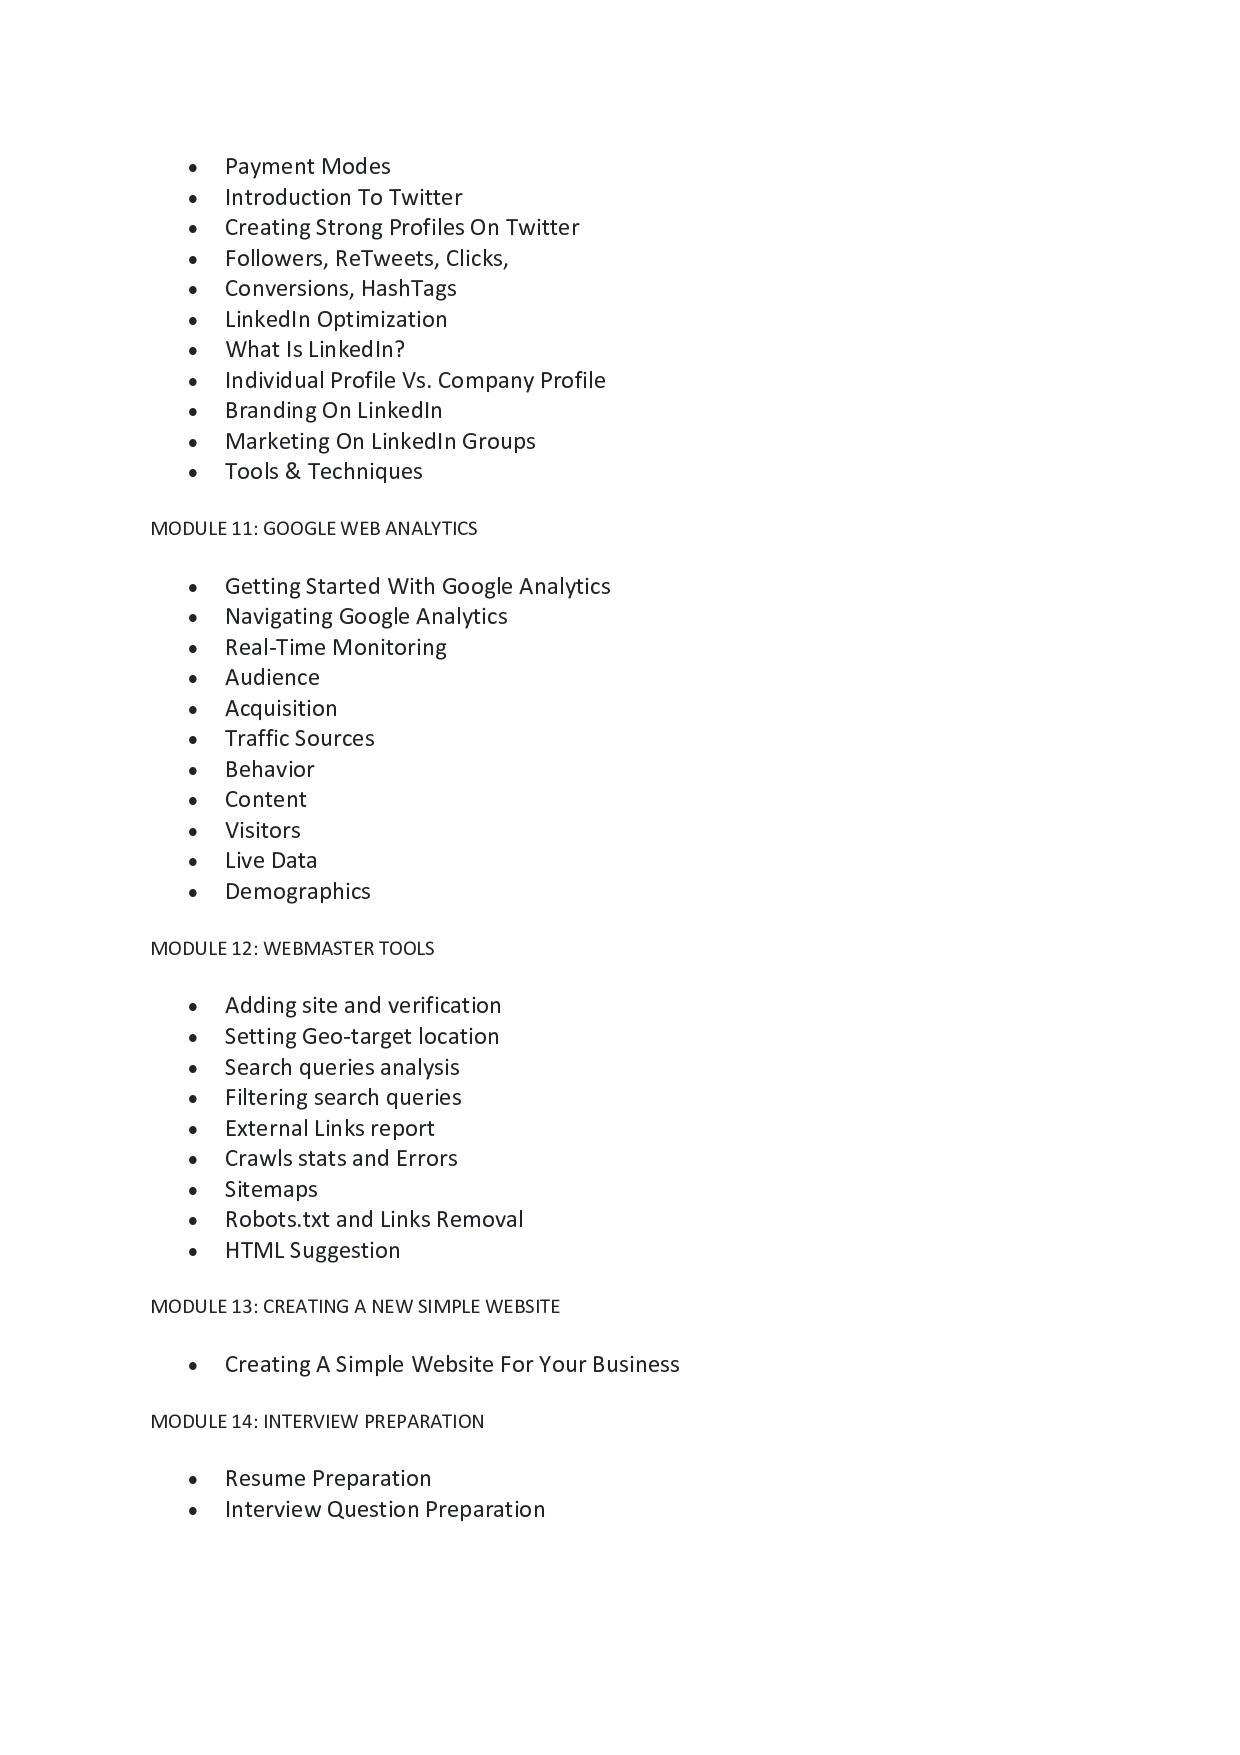 • Payment Modes
• Introduction To Twitter
• Creating Strong Profiles On Twitter
• Followers, ReTweets, Clicks,
• Conversions, HashTags
• LinkedIn Optimization
• What Is LinkedIn?
• Individual Profile Vs. Company Profile
• Branding On LinkedIn
• Marketing On LinkedIn Groups
• Tools & Techniques
MODULE 11: GOOGLE WEB ANALYTICS
• Getting Started With Google Analytics
• Navigating Google Analytics
• Real-Time Monitoring
• Audience
• Acquisition
• Traffic Sources
• Behavior
• Content
• Visitors
• Live Data
• Demographics
MODULE 12: WEBMASTER TOOLS
• Adding site and verification
• Setting Geo-target location
• Search queries analysis
• Filtering search queries
• External Links report
• Crawls stats and Errors
• Sitemaps
• Robots.txt and Links Removal
• HTML Suggestion
MODULE 13: CREATING A NEW SIMPLE WEBSITE
• Creating A Simple Website For Your Business
MODULE 14: INTERVIEW PREPARATION
• Resume Preparation
• Interview Question Preparation